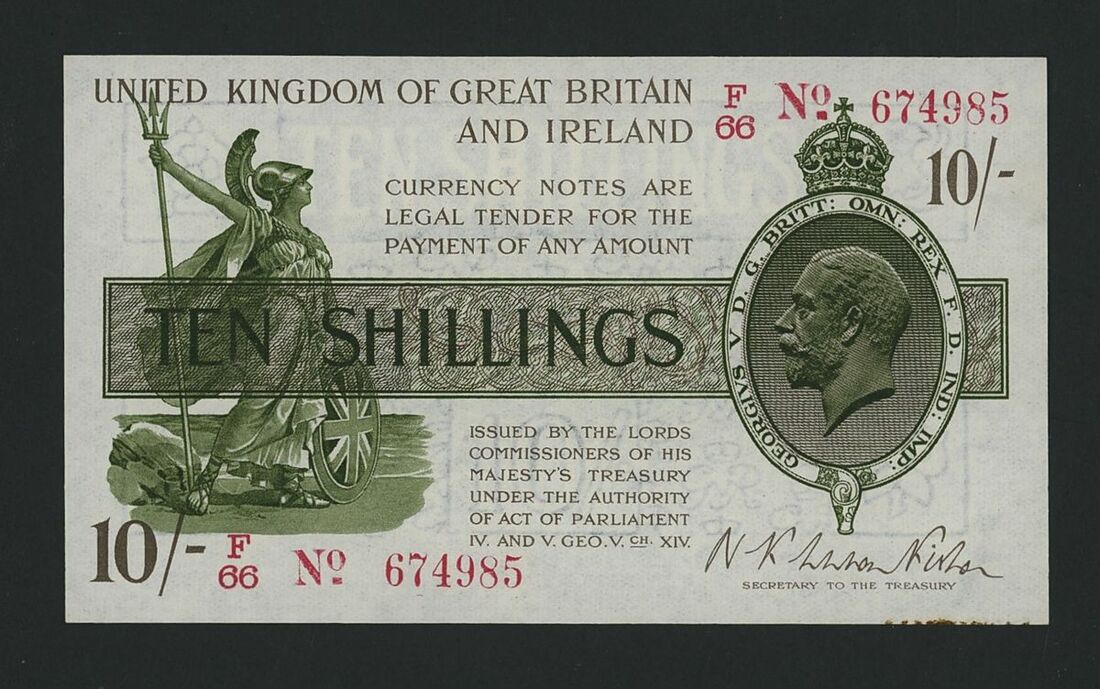 UNITED KINGDOM OF GREAT BRITAIN
AND IRELAND
F
66
Nº 674985
10/-
CURRENCY NOTES ARE
LEGAL TENDER FOR THE
PAYMENT OF ANY AMOUNT
GEORGIVS V D. G. BRITT: OMN: REX F. D. IND: IMP:
TEN SHILLINGS
ISSUED BY THE LORDS
COMMISSIONERS OF HIS
MAJESTY'S TREASURY
UNDER THE AUTHORITY
OF ACT OF PARLIAMENT
IV. AND V. GEO. V. CH. XIV.
10/-
F
66
Nº 674985
SECRETARY TO THE TREASURY